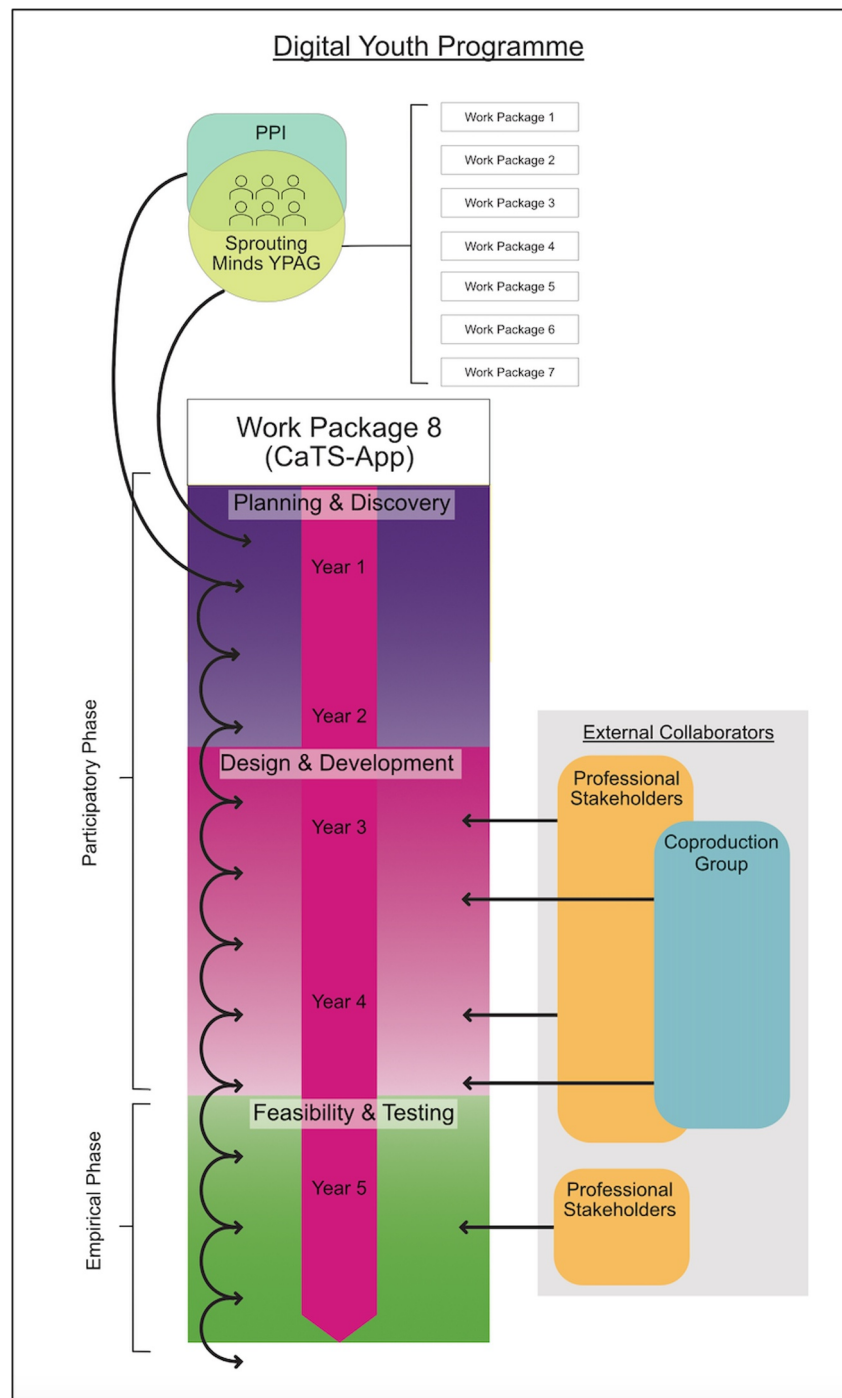 Digital Youth Programme
PPI
Sprouting
Minds YPAG
Work Package 1
Work Package 2
Work Package 3
Work Package 4
Work Package 5
Work Package 6
Work Package 7
Work Package 8
(CaTS-App)
Planning & Discovery
Year 1
Year 2
Design & Development
Year 3
Year 4
Feasibility & Testing
Year 5
Participatory Phase
Empirical Phase
External Collaborators
Professional
Stakeholders
Coproduction
Group
Professional
Stakeholders